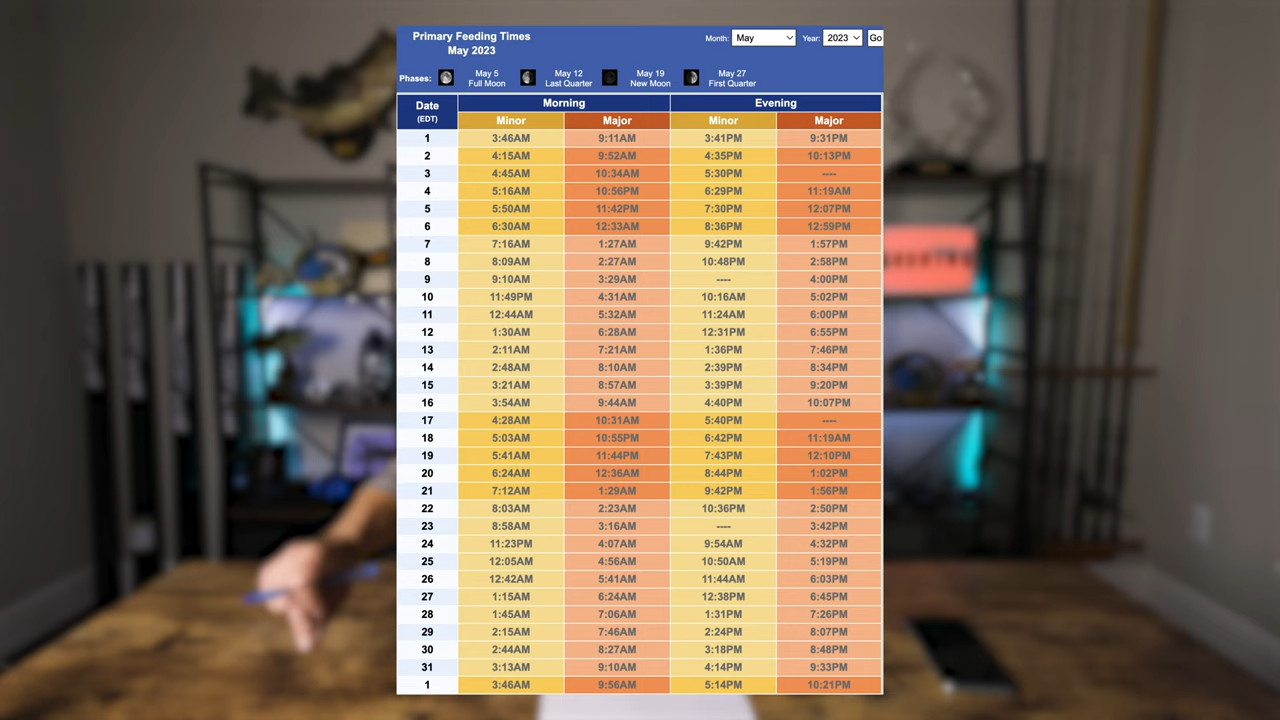 Primary Feeding Times
May 2023
Month: May Year: 2023 Go
Phases: May 5 May 12 May 19 May 27
Full Moon Last Quarter New Moon First Quarter
Date Morning Evening
(EDT) Minor Major Minor Major
1 3:46AM 9:11AM 3:41PM 9:31PM
2 4:15AM 9:52AM 4:35PM 10:13PM
3 4:45AM 10:34AM 5:30PM ----
4 5:16AM 10:56PM 6:29PM 11:19AM
5 5:50AM 11:42PM 7:30PM 12:07PM
6 6:30AM 12:33AM 8:36PM 12:59PM
7 7:16AM 1:27AM 9:42PM 1:57PM
8 8:09AM 2:27AM 10:48PM 2:58PM
9 9:10AM 3:29AM ---- 4:00PM
10 11:49PM 4:31AM 10:16AM 5:02PM
11 12:44AM 5:32AM 11:24AM 6:00PM
12 1:30AM 6:28AM 12:31PM 6:55PM
13 2:11AM 7:21AM 1:36PM 7:46PM
14 2:48AM 8:10AM 2:39PM 8:34PM
15 3:21AM 8:57AM 3:39PM 9:20PM
16 3:54AM 9:44AM 4:40PM 10:07PM
17 4:28AM 10:31AM 5:40PM ----
18 5:03AM 10:55PM 6:42PM 11:19AM
19 5:41AM 11:44PM 7:43PM 12:10PM
20 6:24AM 12:36AM 8:44PM 1:02PM
21 7:12AM 1:29AM 9:42PM 1:56PM
22 8:03AM 2:23AM 10:36PM 2:50PM
23 8:58AM 3:16AM ---- 3:42PM
24 11:23PM 4:07AM 9:54AM 4:32PM
25 12:05AM 4:56AM 10:50AM 5:19PM
26 12:42AM 5:41AM 11:44AM 6:03PM
27 1:15AM 6:24AM 12:38PM 6:45PM
28 1:45AM 7:06AM 1:31PM 7:26PM
29 2:15AM 7:46AM 2:24PM 8:07PM
30 2:44AM 8:27AM 3:18PM 8:48PM
31 3:13AM 9:10AM 4:14PM 9:33PM
1 3:46AM 9:56AM 5:14PM 10:21PM